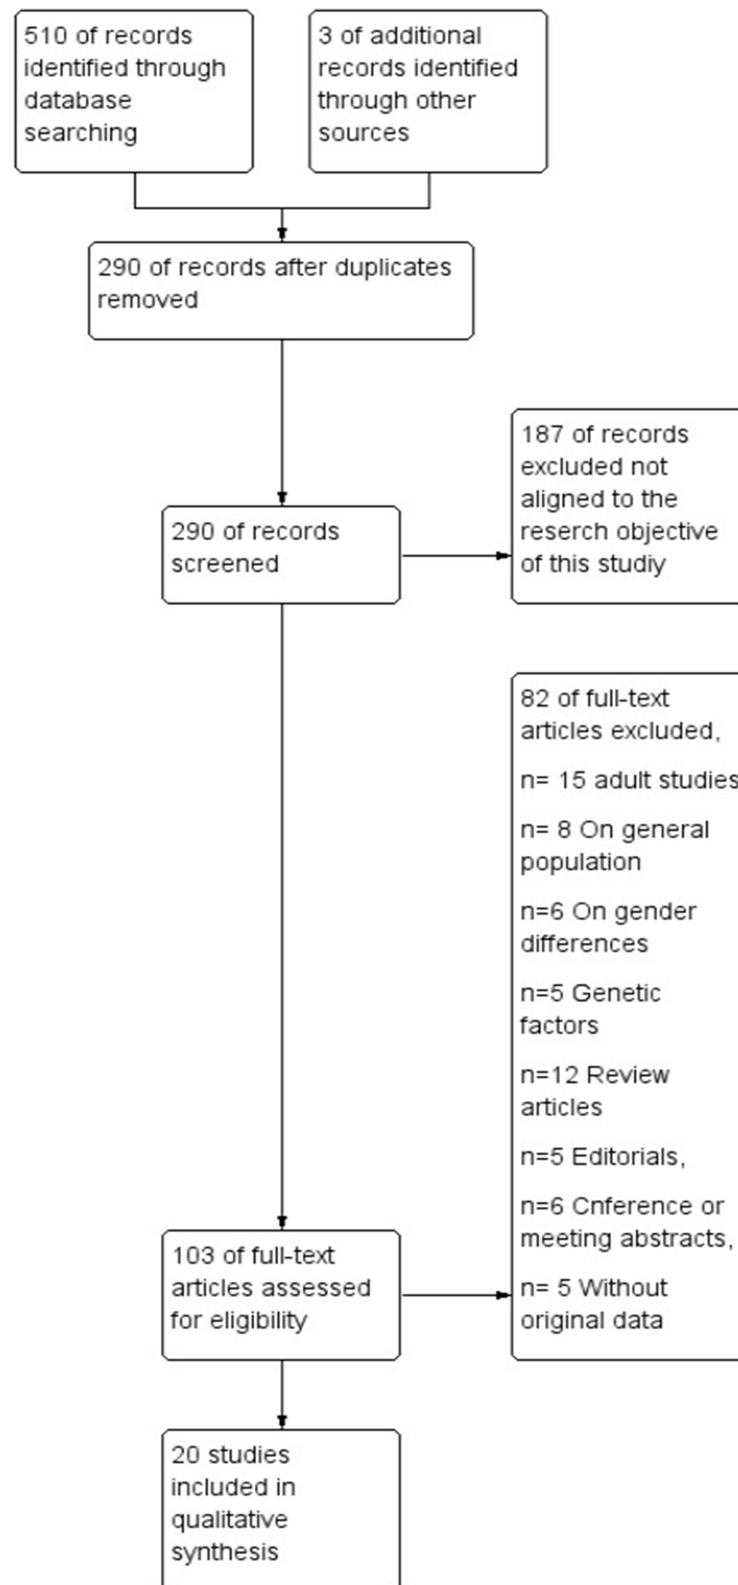 510 of records
identified through
database
searching
3 of additional
records identified
through other
sources
290 of records after duplicates
removed
187 of records
excluded not
aligned to the
reserch objective
of this studiy
290 of records
screened
82 of full-text
articles excluded,
n= 15 adult studies
n= 8 On general
population
n=6 On gender
differences
n=5 Genetic
factors
n=12 Review
articles
n=5 Editorials,
n=6 Cnference or
meeting abstracts,
n= 5 Without
original data
103 of full-text
articles assessed
for eligibility
20 studies
included in
qualitative
synthesis